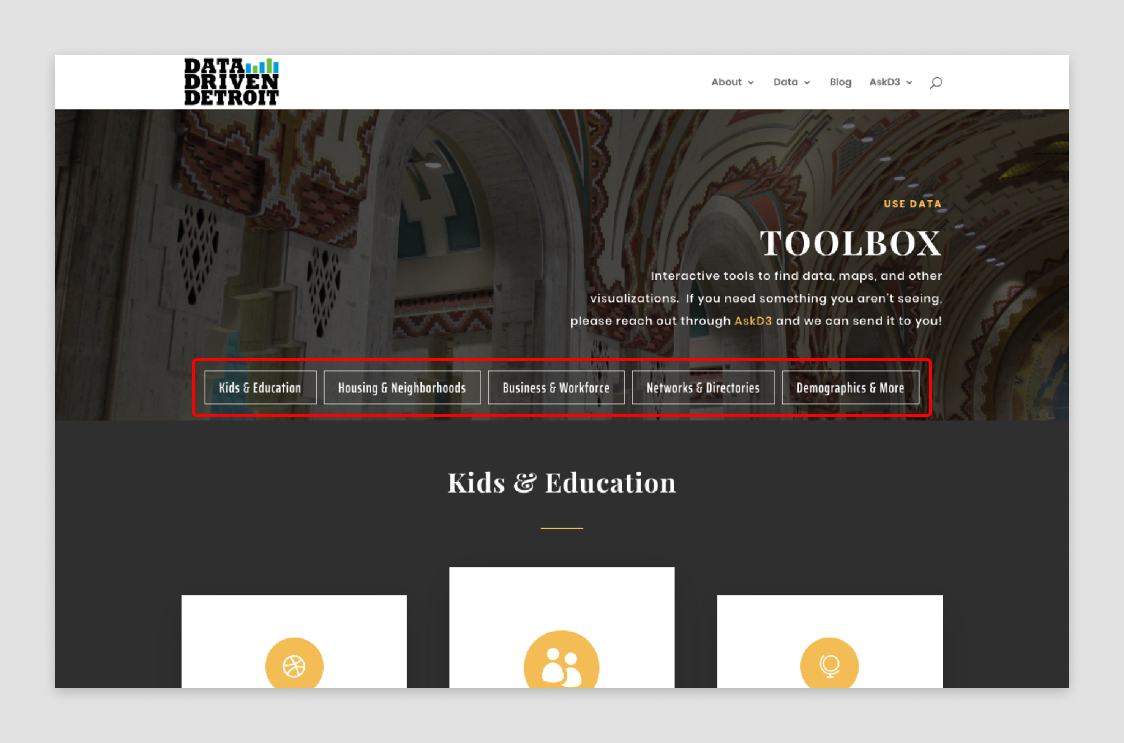 DATA
DRIVEN
DETROIT
About Data Blog AskD3
USE DATA
TOOLBOX
Interactive tools to find data, maps, and other
visualizations. If you need something you aren't seeing,
please reach out through AskD3 and we can send it to you!
Kids & Education Housing & Neighborhoods Business & Workforce Networks & Directories Demographics & More
Kids & Education